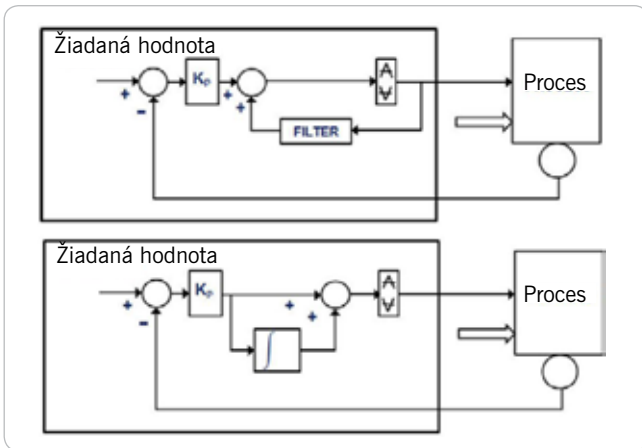 Žiadaná hodnota
Kp
Proces
+
-
+
+
FILTER
Žiadaná hodnota
Kp
Proces
+
-
+
+